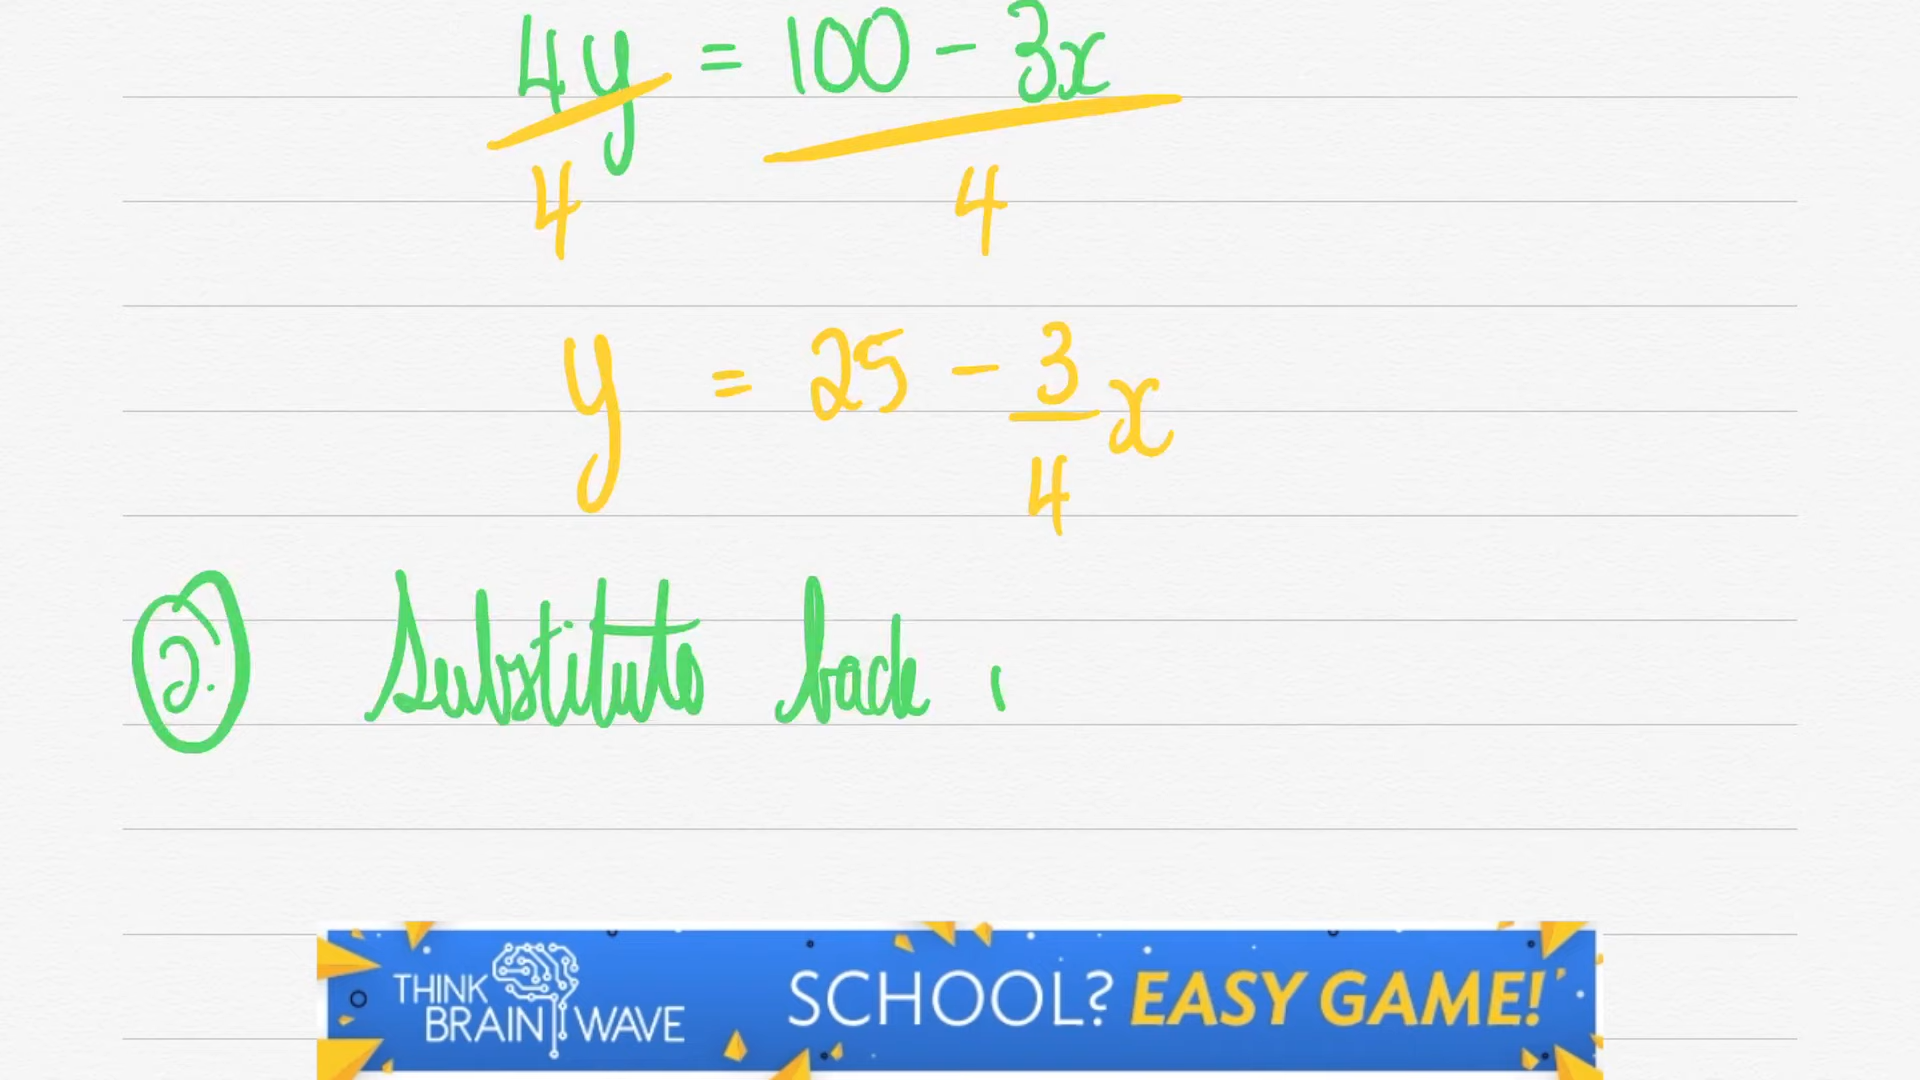 4y = 100 - 3x
4 4
y = 25 - 3/4 x
2. Substitute back
THINK BRAIN WAVE
SCHOOL? EASY GAME!